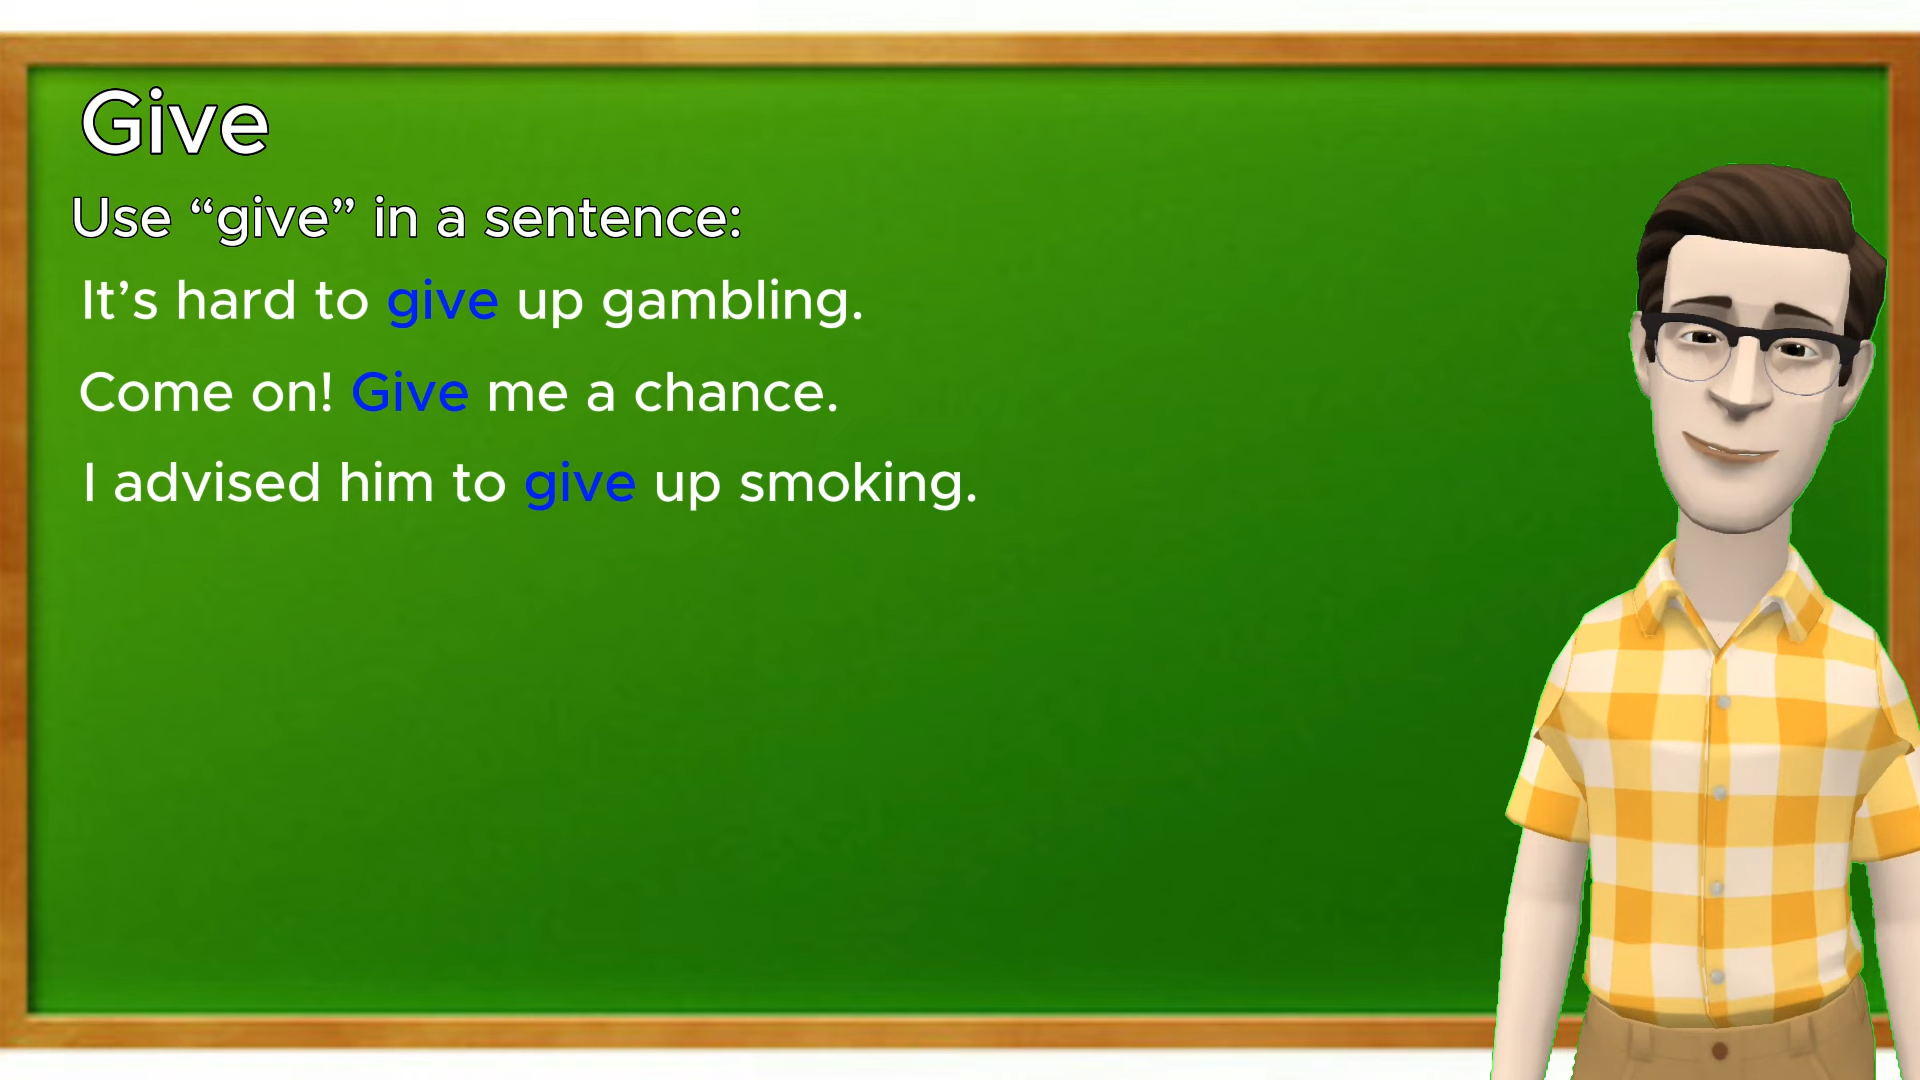 Give
Use “give” in a sentence:
It’s hard to give up gambling.
Come on! Give me a chance.
I advised him to give up smoking.